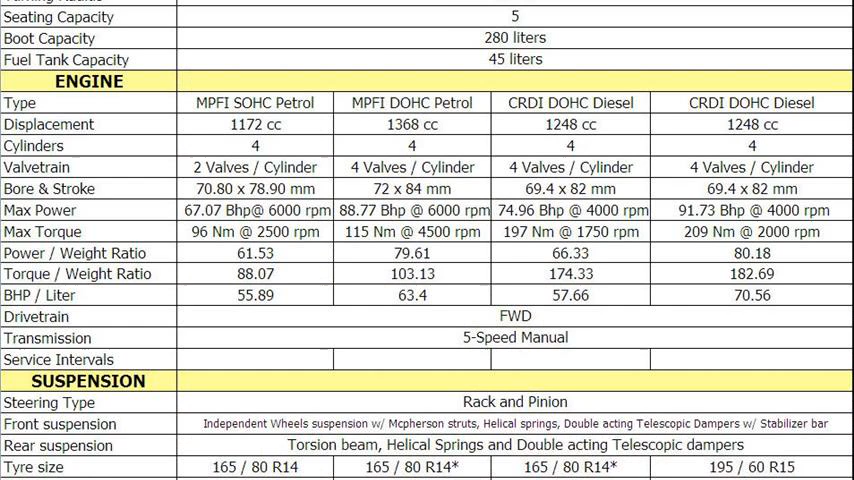 Seating Capacity 5
Boot Capacity 280 liters
Fuel Tank Capacity 45 liters
ENGINE
Type MPFI SOHC Petrol MPFI DOHC Petrol CRDI DOHC Diesel CRDI DOHC Diesel
Displacement 1172 cc 1368 cc 1248 cc 1248 cc
Cylinders 4 4 4 4
Valvetrain 2 Valves / Cylinder 4 Valves / Cylinder 4 Valves / Cylinder 4 Valves / Cylinder
Bore & Stroke 70.80 x 78.90 mm 72 x 84 mm 69.4 x 82 mm 69.4 x 82 mm
Max Power 67.07 Bhp@ 6000 rpm 88.77 Bhp @ 6000 rpm 74.96 Bhp @ 4000 rpm 91.73 Bhp @ 4000 rpm
Max Torque 96 Nm @ 2500 rpm 115 Nm @ 4500 rpm 197 Nm @ 1750 rpm 209 Nm @ 2000 rpm
Power / Weight Ratio 61.53 79.61 66.33 80.18
Torque / Weight Ratio 88.07 103.13 174.33 182.69
BHP / Liter 55.89 63.4 57.66 70.56
Drivetrain FWD
Transmission 5-Speed Manual
Service Intervals
SUSPENSION
Steering Type Rack and Pinion
Front suspension Independent Wheels suspension w/ Mcpherson struts, Helical springs, Double acting Telescopic Dampers w/ Stabilizer bar
Rear suspension Torsion beam, Helical Springs and Double acting Telescopic dampers
Tyre size 165 / 80 R14 165 / 80 R14* 165 / 80 R14* 195 / 60 R15